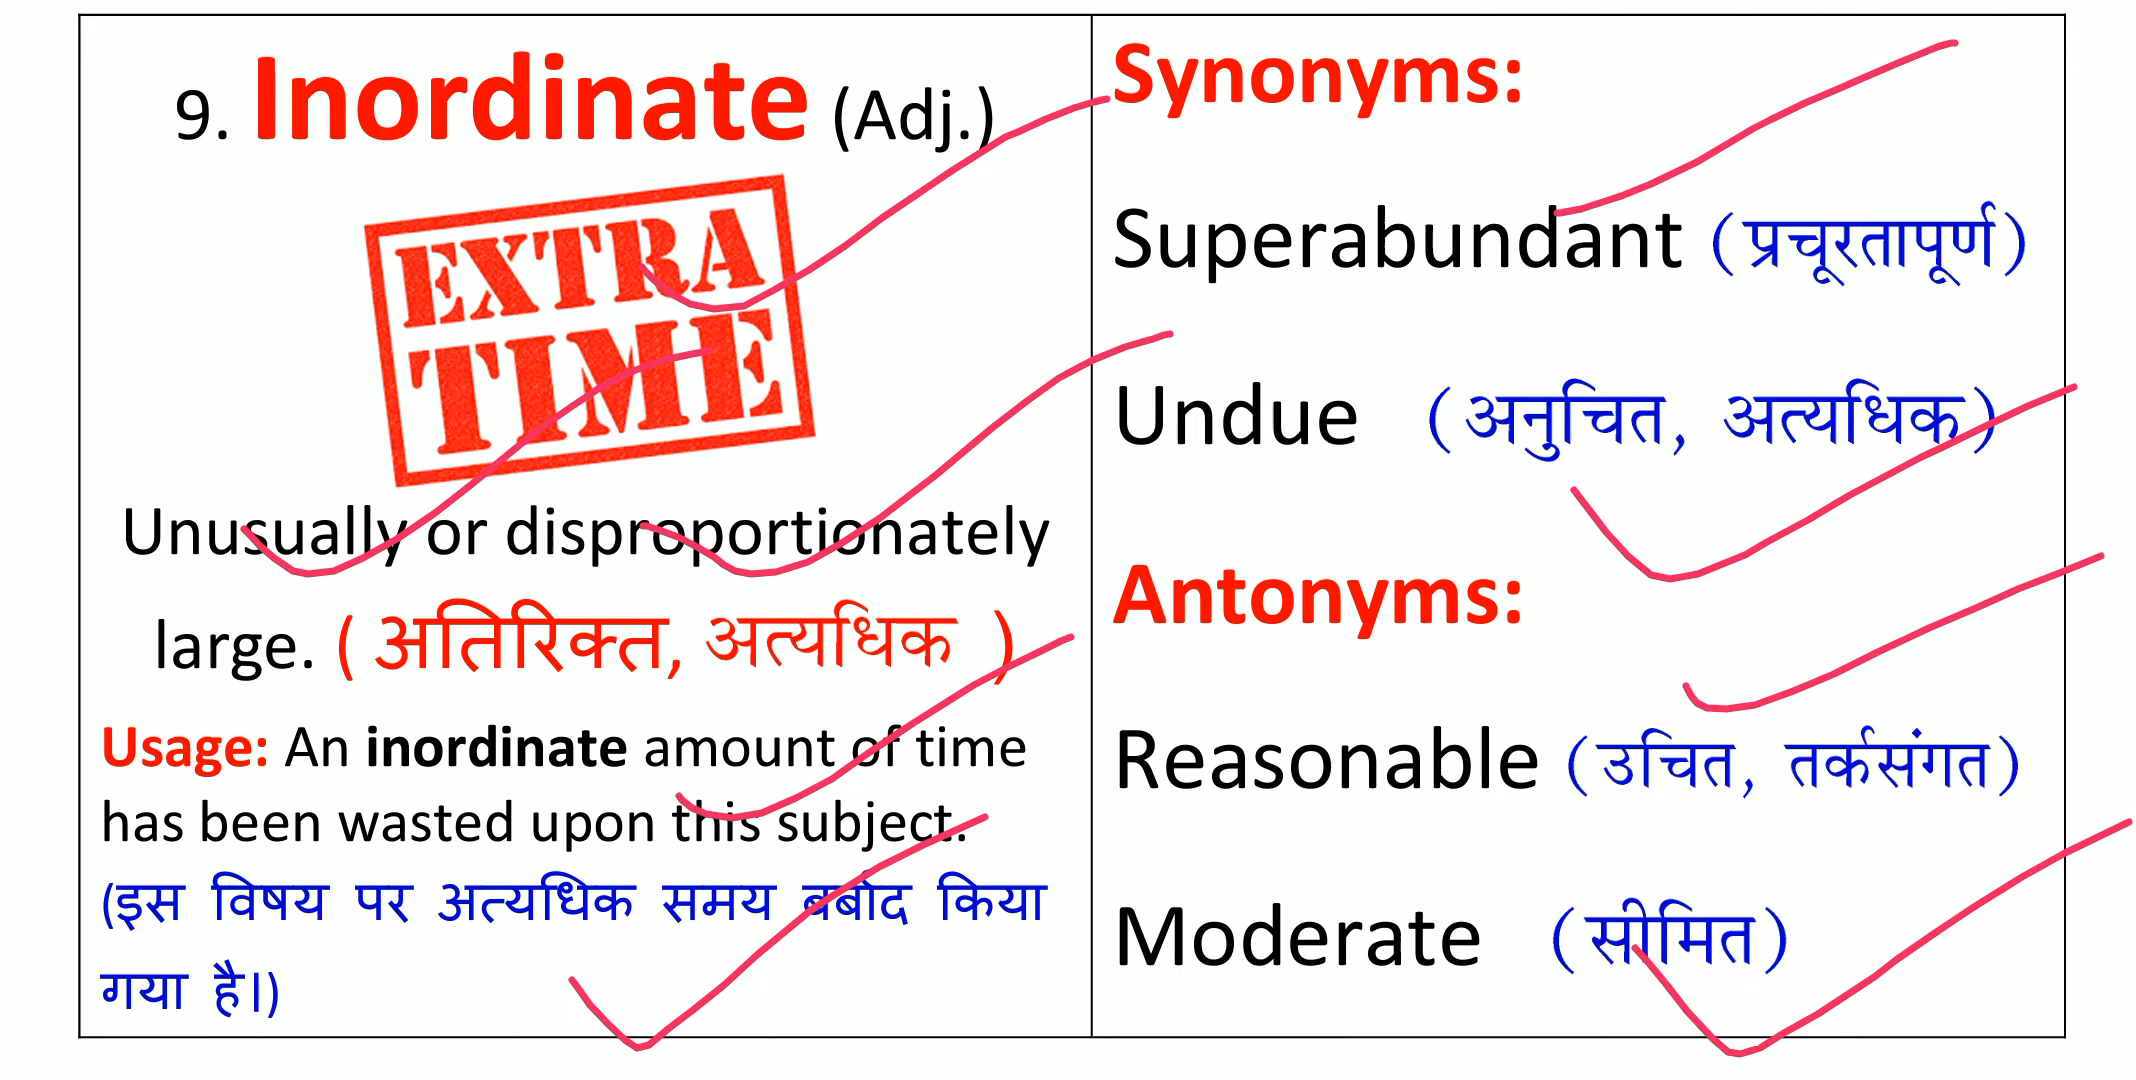 9. Inordinate (Adj.)
EXTRA
TIME
Unusually or disproportionately
large. ( अतिरिक्त, अत्यधिक )
Usage: An inordinate amount of time
has been wasted upon this subject.
(इस विषय पर अत्यधिक समय बर्बाद किया
गया है।)
Synonyms:
Superabundant (प्रचूरतापूर्ण)
Undue (अनुचित, अत्यधिक)
Antonyms:
Reasonable (उचित, तर्कसंगत)
Moderate (सीमित)